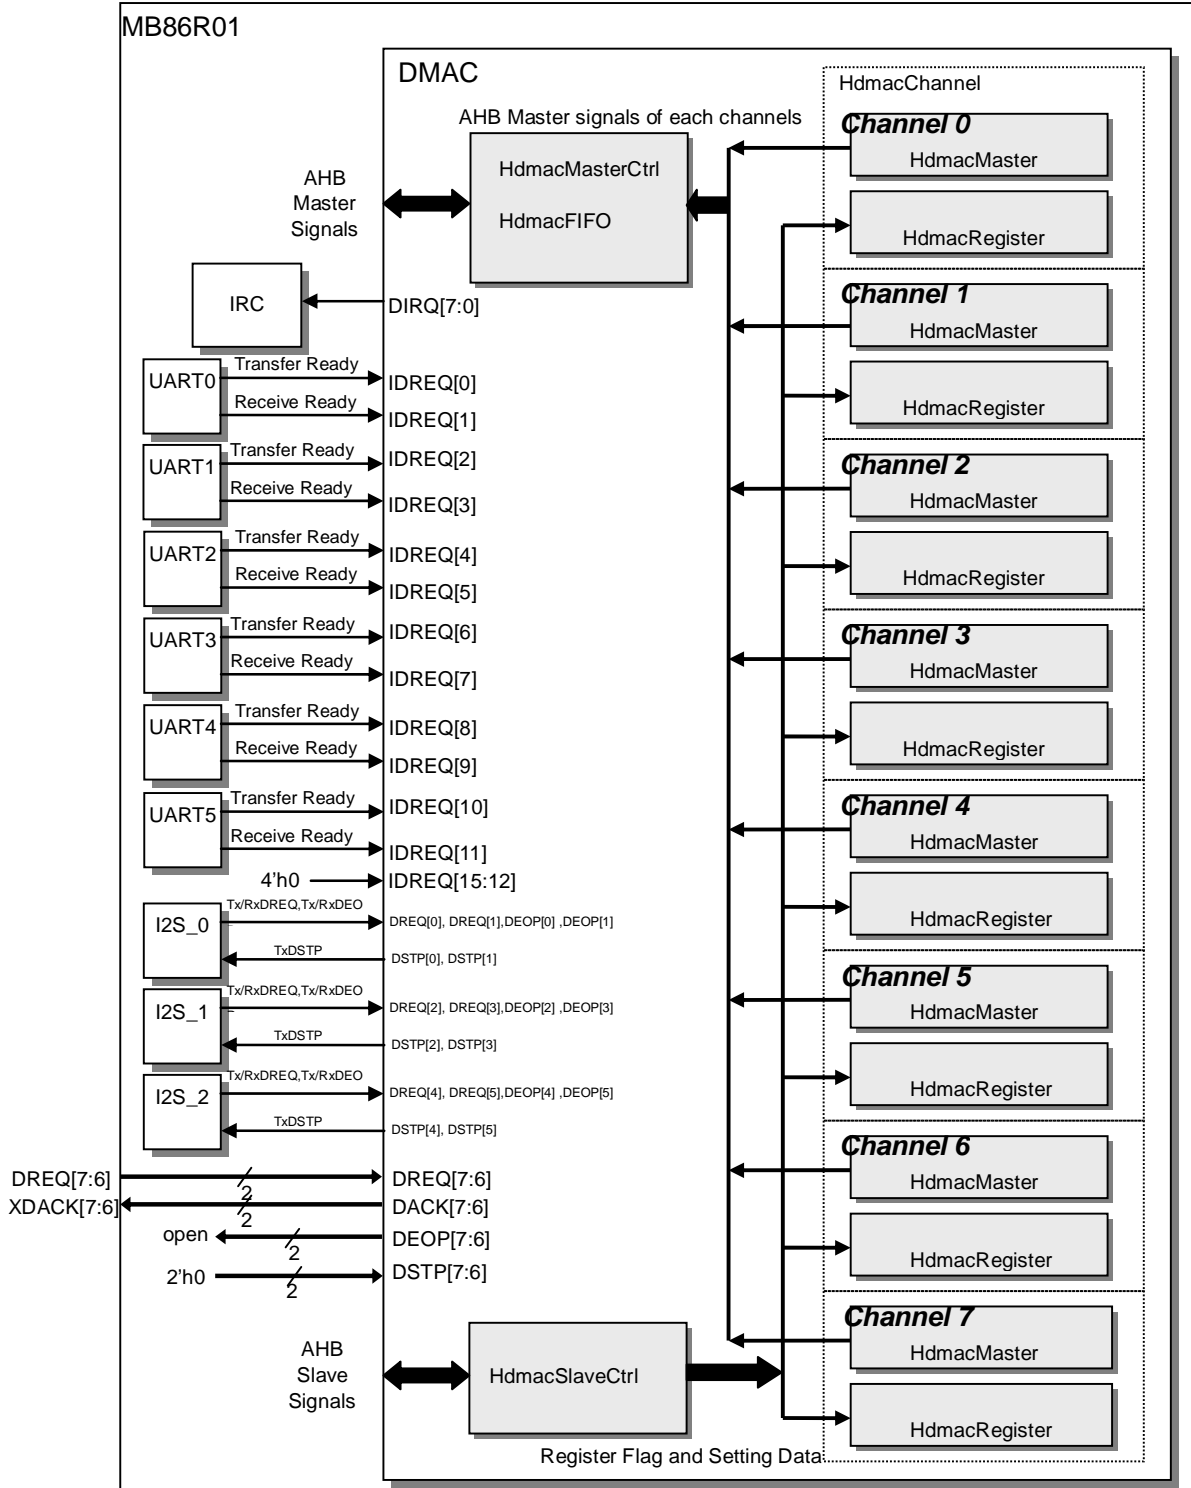 MB86R01
DMAC
HdmacChannel
AHB Master signals of each channels
Channel 0
HdmacMaster
HdmacMasterCtrl
HdmacFIFO
AHB
Master
Signals
HdmacRegister
IRC
DIRQ[7:0]
Channel 1
HdmacMaster
HdmacRegister
UART0
Transfer Ready
IDREQ[0]
Receive Ready
IDREQ[1]
UART1
Transfer Ready
IDREQ[2]
Receive Ready
IDREQ[3]
Channel 2
HdmacMaster
HdmacRegister
UART2
Transfer Ready
IDREQ[4]
Receive Ready
IDREQ[5]
UART3
Transfer Ready
IDREQ[6]
Receive Ready
IDREQ[7]
Channel 3
HdmacMaster
HdmacRegister
UART4
Transfer Ready
IDREQ[8]
Receive Ready
IDREQ[9]
UART5
Transfer Ready
IDREQ[10]
Receive Ready
IDREQ[11]
4'h0
IDREQ[15:12]
Channel 4
HdmacMaster
HdmacRegister
I2S_0
Tx/RxDREQ,Tx/RxDEO
DREQ[0], DREQ[1],DEOP[0] ,DEOP[1]
TxDSTP
DSTP[0], DSTP[1]
I2S_1
Tx/RxDREQ,Tx/RxDEO
DREQ[2], DREQ[3],DEOP[2] ,DEOP[3]
TxDSTP
DSTP[2], DSTP[3]
Channel 5
HdmacMaster
HdmacRegister
I2S_2
Tx/RxDREQ,Tx/RxDEO
DREQ[4], DREQ[5],DEOP[4] ,DEOP[5]
TxDSTP
DSTP[4], DSTP[5]
Channel 6
HdmacMaster
HdmacRegister
DREQ[7:6]
2
DREQ[7:6]
XDACK[7:6]
2
DACK[7:6]
open
2
DEOP[7:6]
2'h0
2
DSTP[7:6]
Channel 7
HdmacMaster
HdmacRegister
AHB
Slave
Signals
HdmacSlaveCtrl
Register Flag and Setting Data